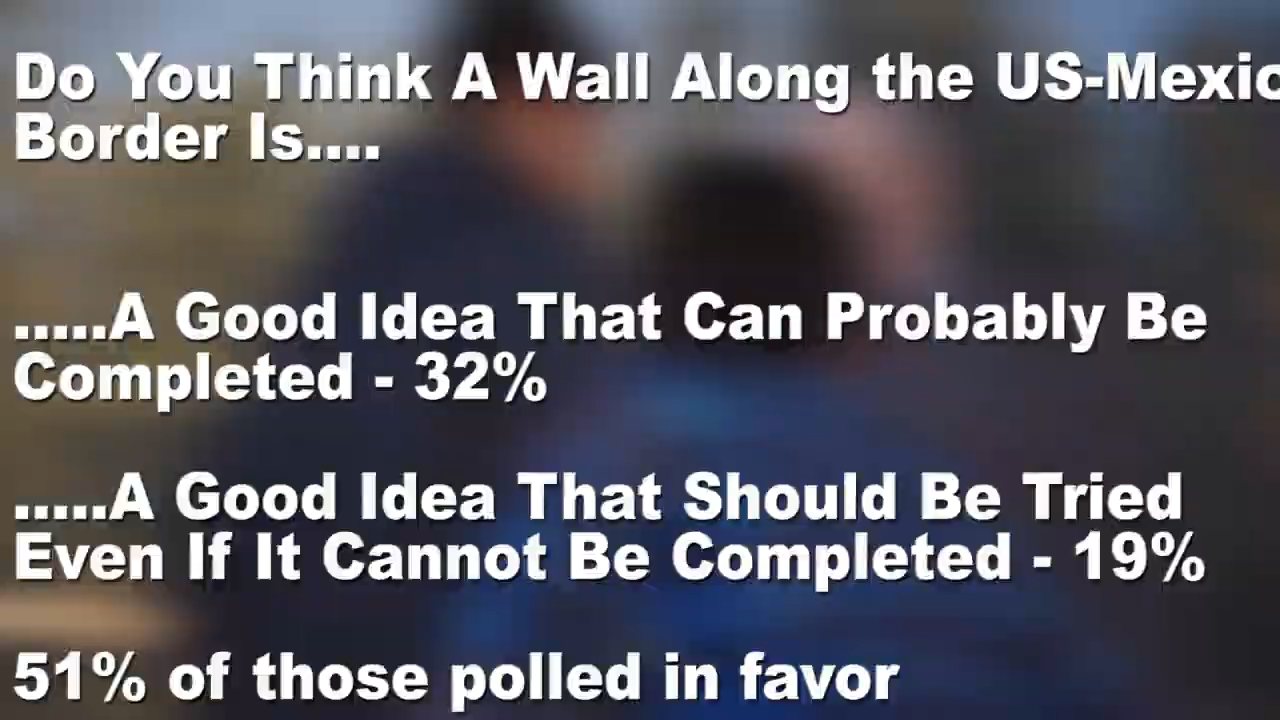 Do You Think A Wall Along the US-Mexic
Border Is....
.....A Good Idea That Can Probably Be
Completed - 32%
.....A Good Idea That Should Be Tried
Even If It Cannot Be Completed - 19%
51% of those polled in favor